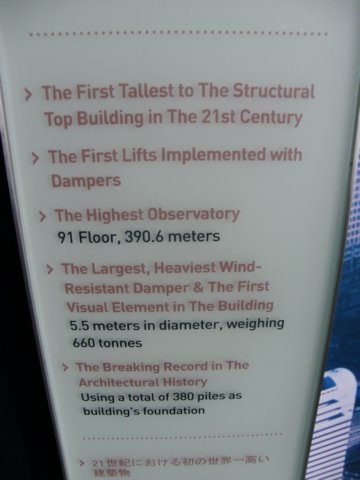 > The First Tallest to The Structural
Top Building in The 21st Century
> The First Lifts Implemented with
Dampers
> The Highest Observatory
91 Floor, 390.6 meters
> The Largest, Heaviest Wind-
Resistant Damper & The First
Visual Element in The Building
5.5 meters in diameter, weighing
660 tonnes
> The Breaking Record in The
Architectural History
Using a total of 380 piles as
building's foundation
> 21世紀における初の世界一高い
建築物